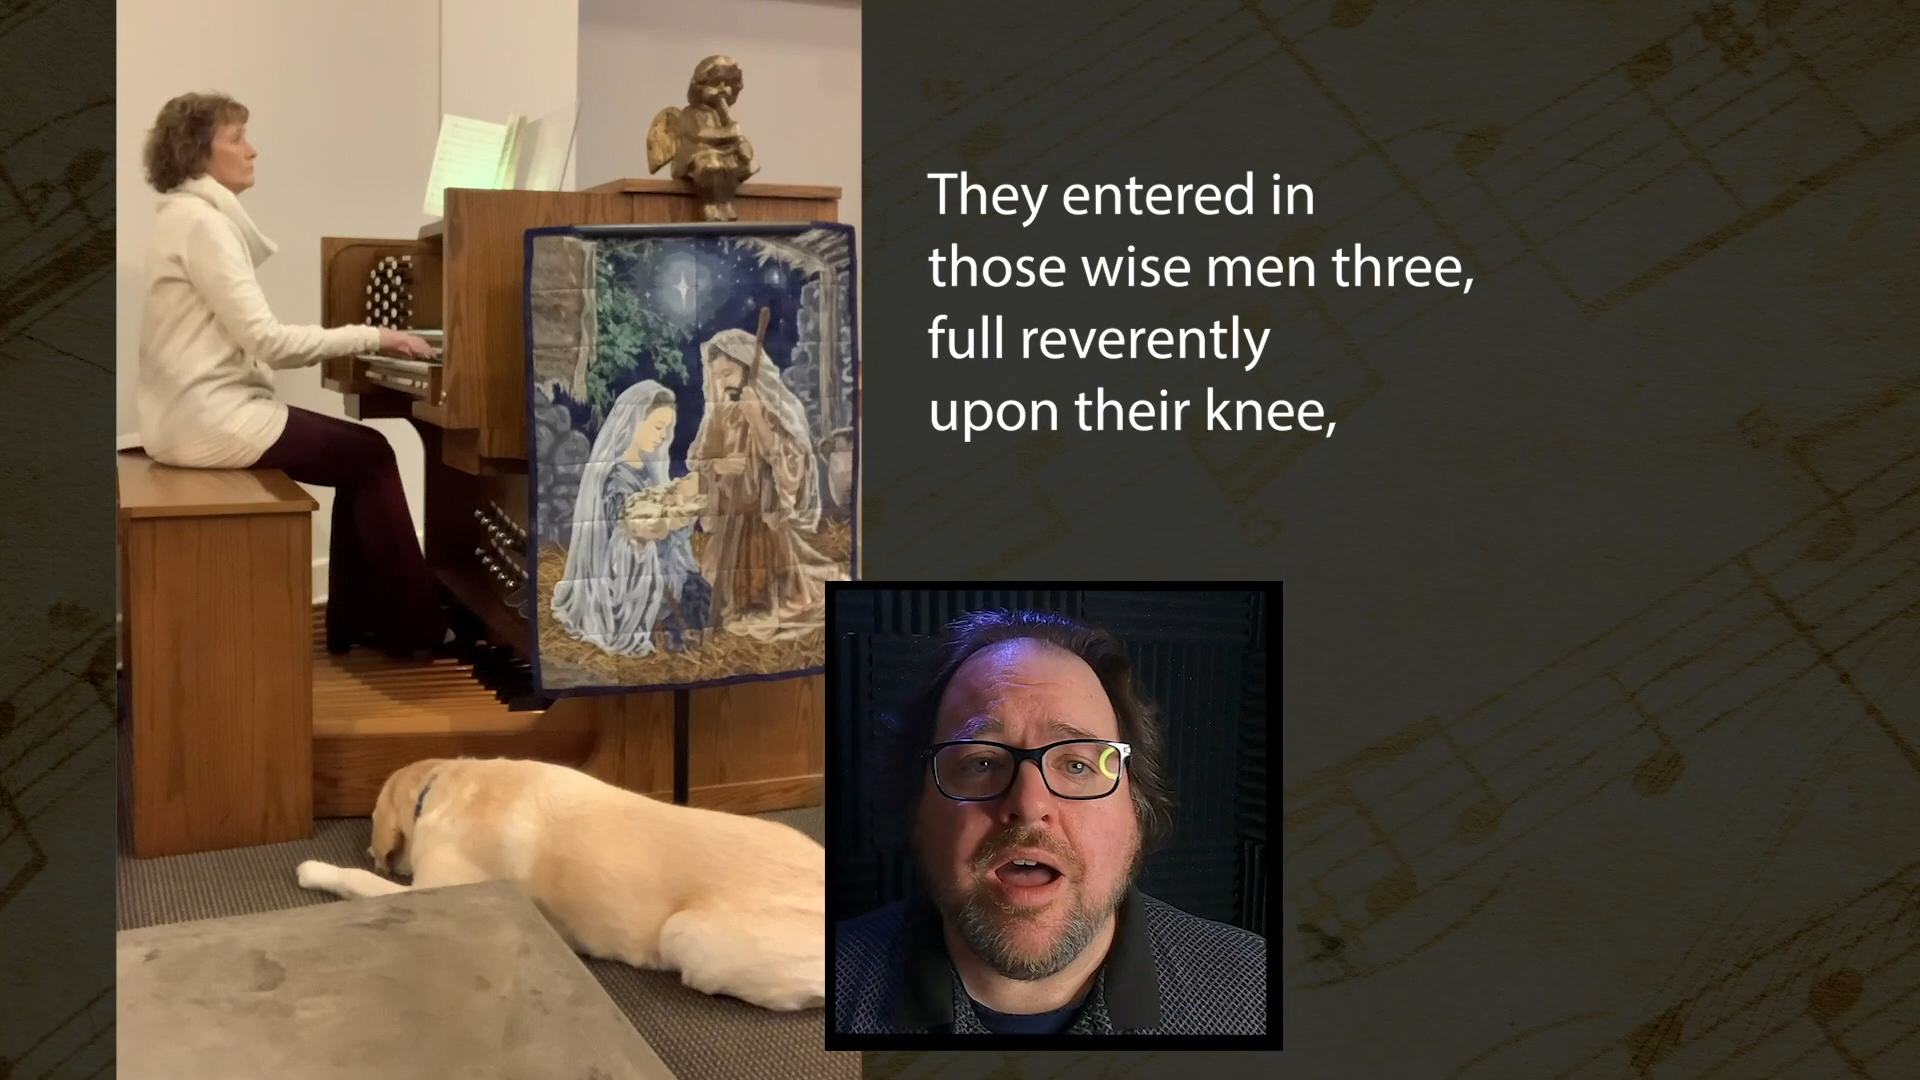 They entered in
those wise men three,
full reverently
upon their knee,